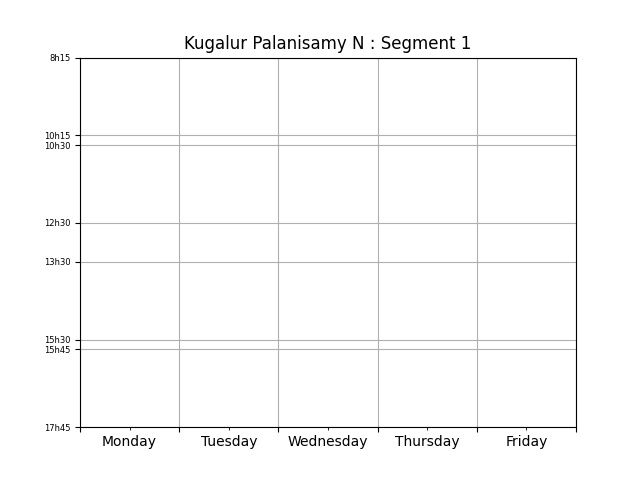 Kugalur Palanisamy N : Segment 1
8h15
10h15
10h30
12h30
13h30
15h30
15h45
17h45
Monday Tuesday Wednesday Thursday Friday